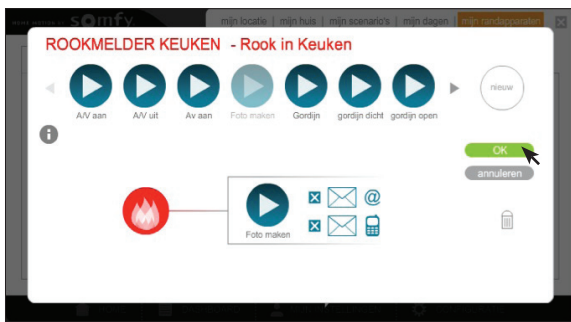 somfy.
mijn locatie | mijn huis | mijn scenario's | mijn dagen | mijn randapparaten
ROOKMELDER KEUKEN - Rook in Keuken
A/V aan A/V uit Av aan Foto maken Gordijn gordijn dicht gordijn open
nieuw
OK
annuleren
Foto maken @